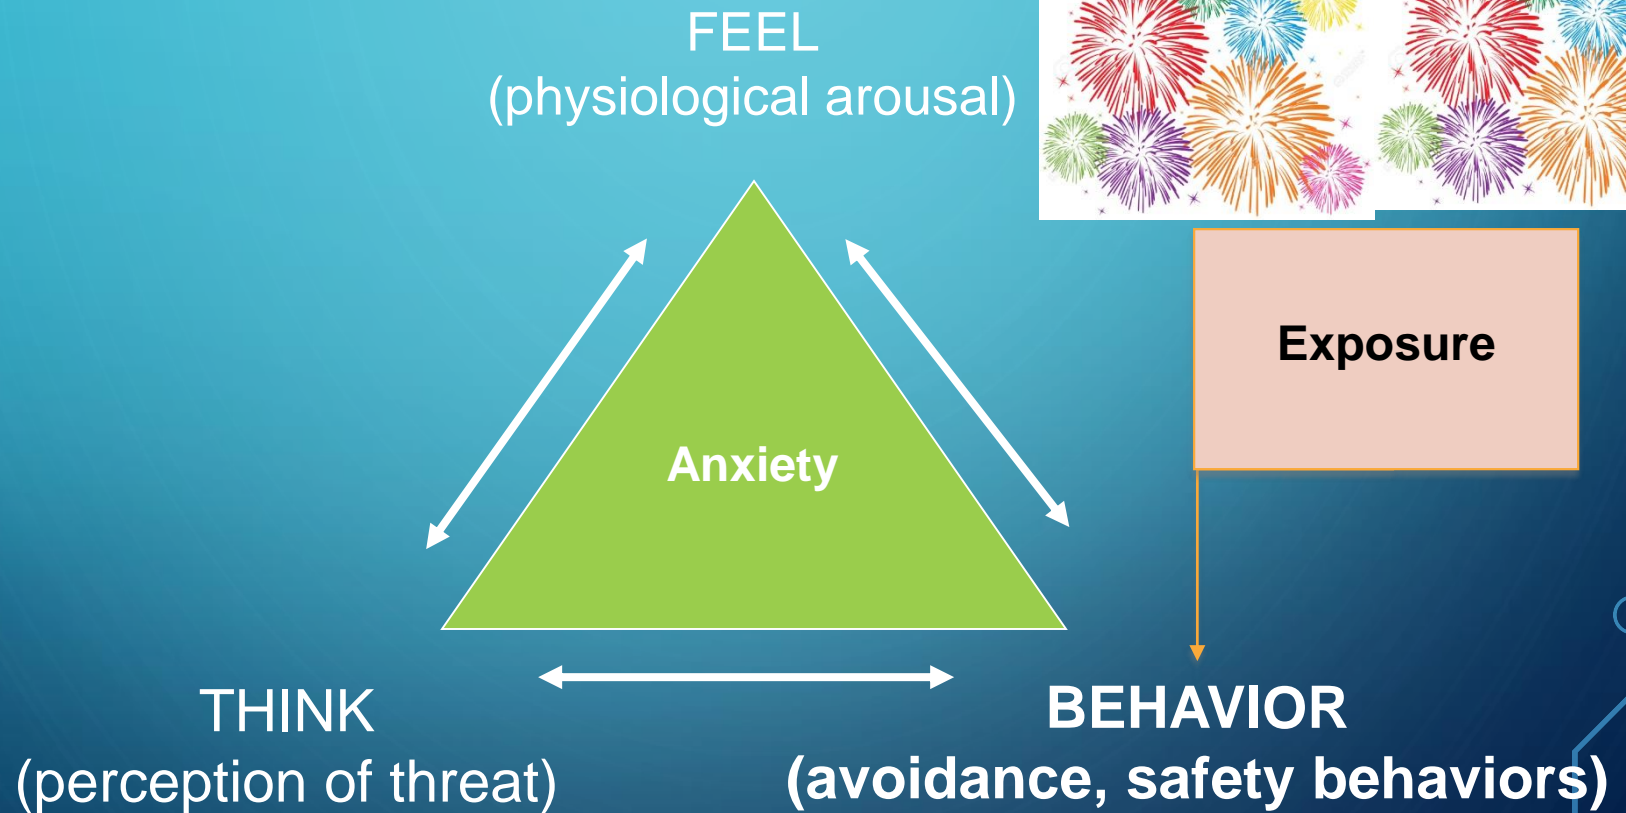 FEEL
(physiological arousal)
Exposure
Anxiety
THINK
(perception of threat)
BEHAVIOR
(avoidance, safety behaviors)